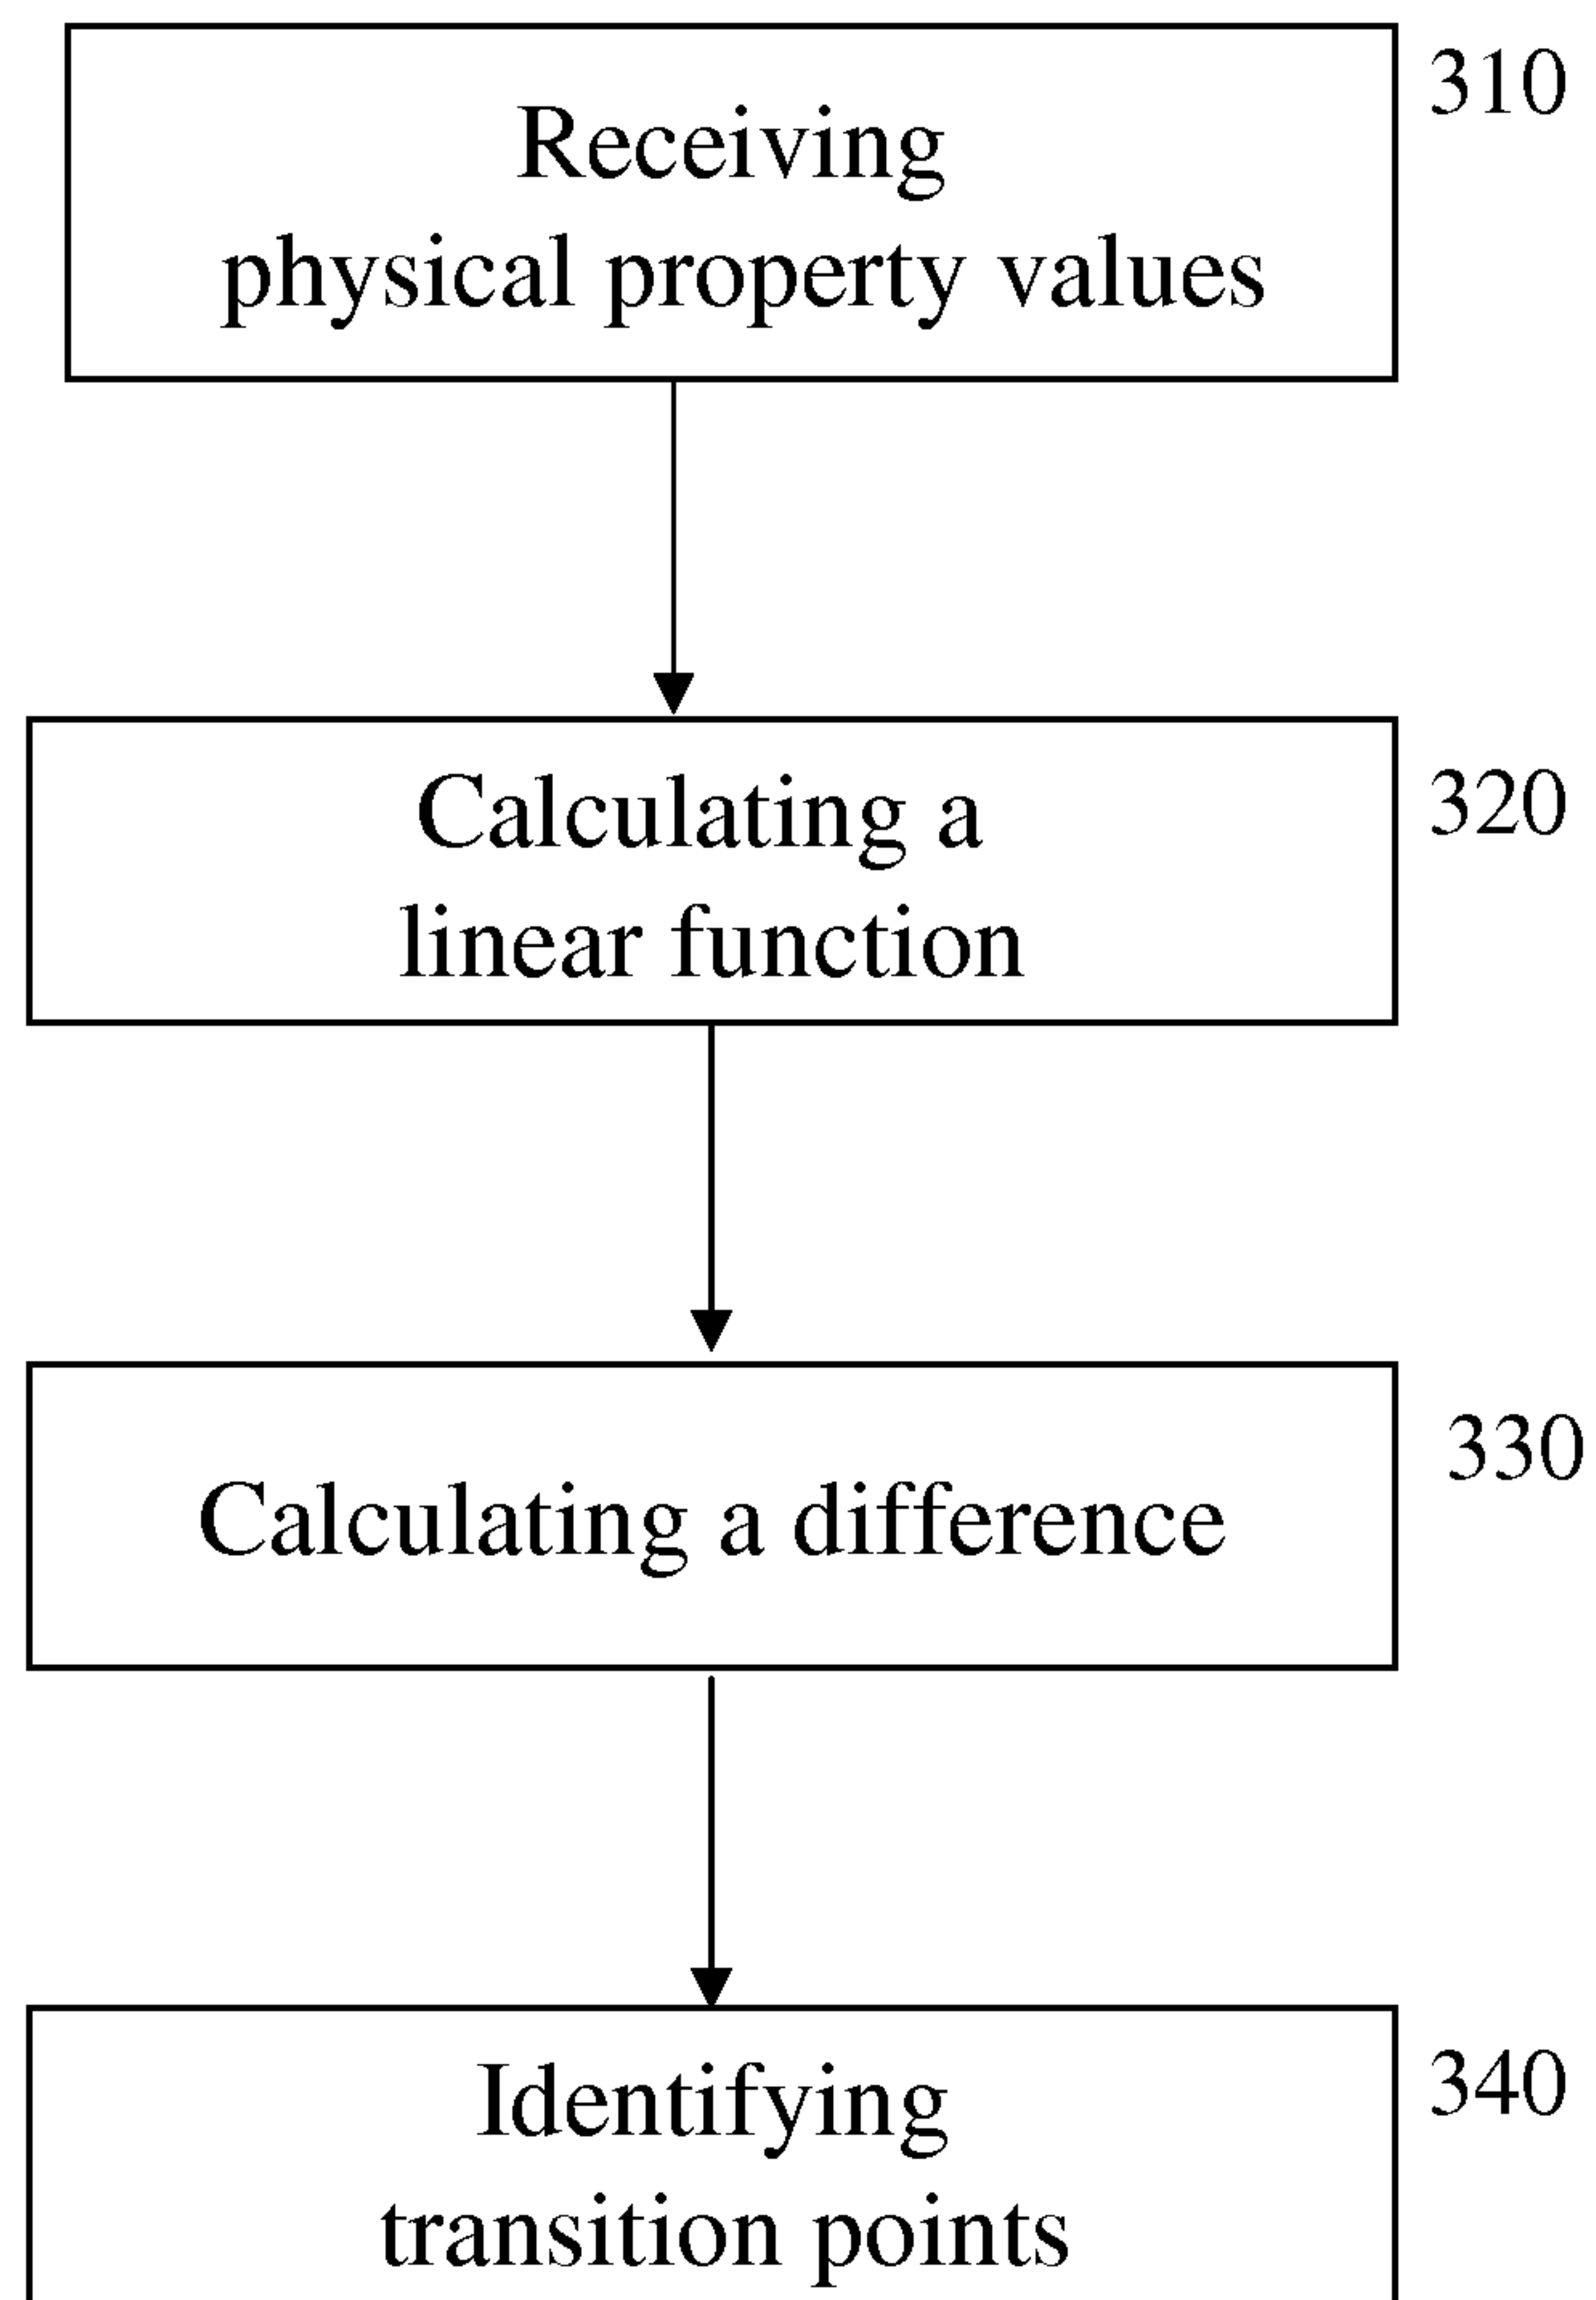 310
Receiving
physical property values
320
Calculating a
linear function
330
Calculating a difference
340
Identifying
transition points